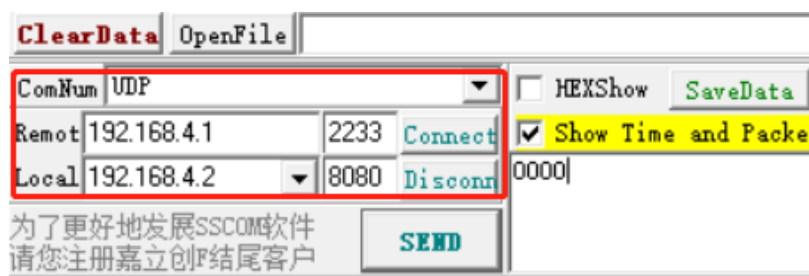 ClearData OpenFile
ComNum UDP HEXShow SaveData
Remot 192.168.4.1 2233 Connect Show Time and Packe
Local 192.168.4.2 8080 Disconn 0000
为了更好地发展SSCOM软件
请您注册嘉立创F结尾客户
SEND